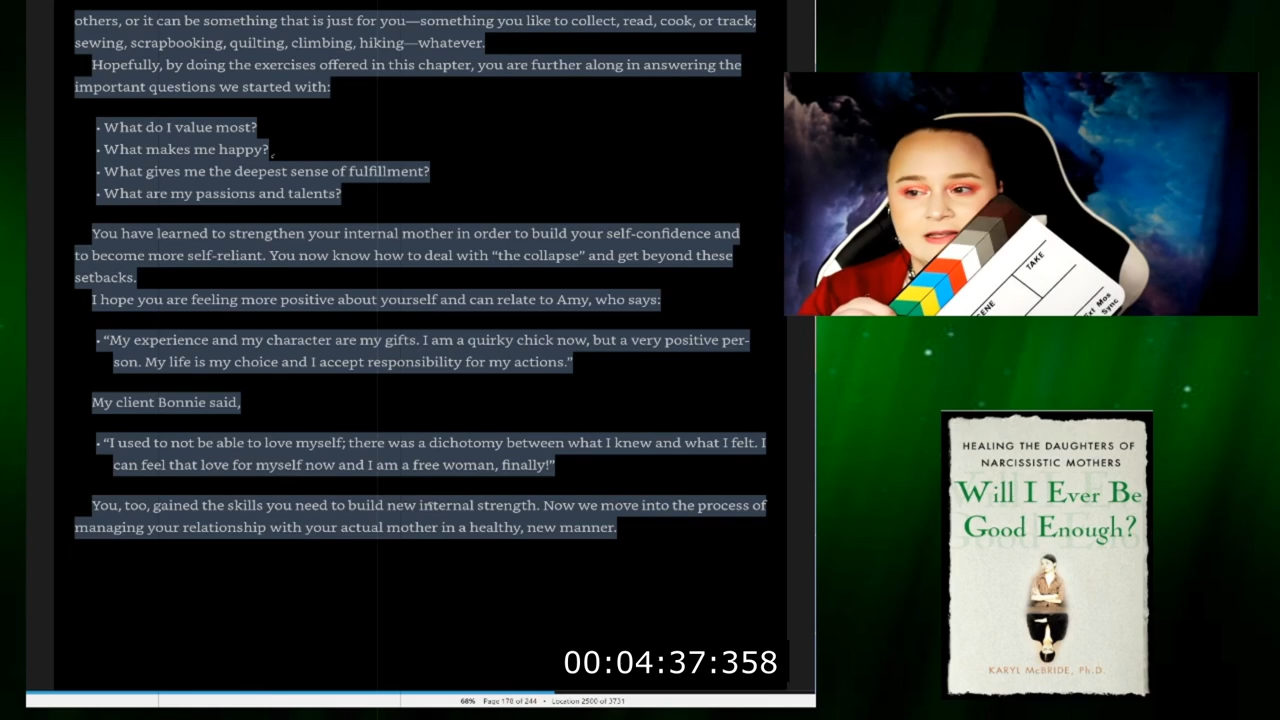 others, or it can be something that is just for you—something you like to collect, read, cook, or track;
sewing, scrapbooking, quilting, climbing, hiking—whatever.
Hopefully, by doing the exercises offered in this chapter, you are further along in answering the
important questions we started with:
• What do I value most?
• What makes me happy?
• What gives me the deepest sense of fulfillment?
• What are my passions and talents?
You have learned to strengthen your internal mother in order to build your self-confidence and
to become more self-reliant. You now know how to deal with “the collapse” and get beyond these
setbacks.
I hope you are feeling more positive about yourself and can relate to Amy, who says:
• “My experience and my character are my gifts. I am a quirky chick now, but a very positive per-
son. My life is my choice and I accept responsibility for my actions.”
My client Bonnie said,
• “I used to not be able to love myself; there was a dichotomy between what I knew and what I felt. I
can feel that love for myself now and I am a free woman, finally!”
You, too, gained the skills you need to build new internal strength. Now we move into the process of
managing your relationship with your actual mother in a healthy, new manner.
00:04:37:358
68% Page 170 of 244 • Location 2500 of 3731
TAKE
Mos
Sync
HEALING THE DAUGHTERS OF
NARCISSISTIC MOTHERS
Will I Ever Be
Good Enough?
KARYL McBRIDE, Ph.D.